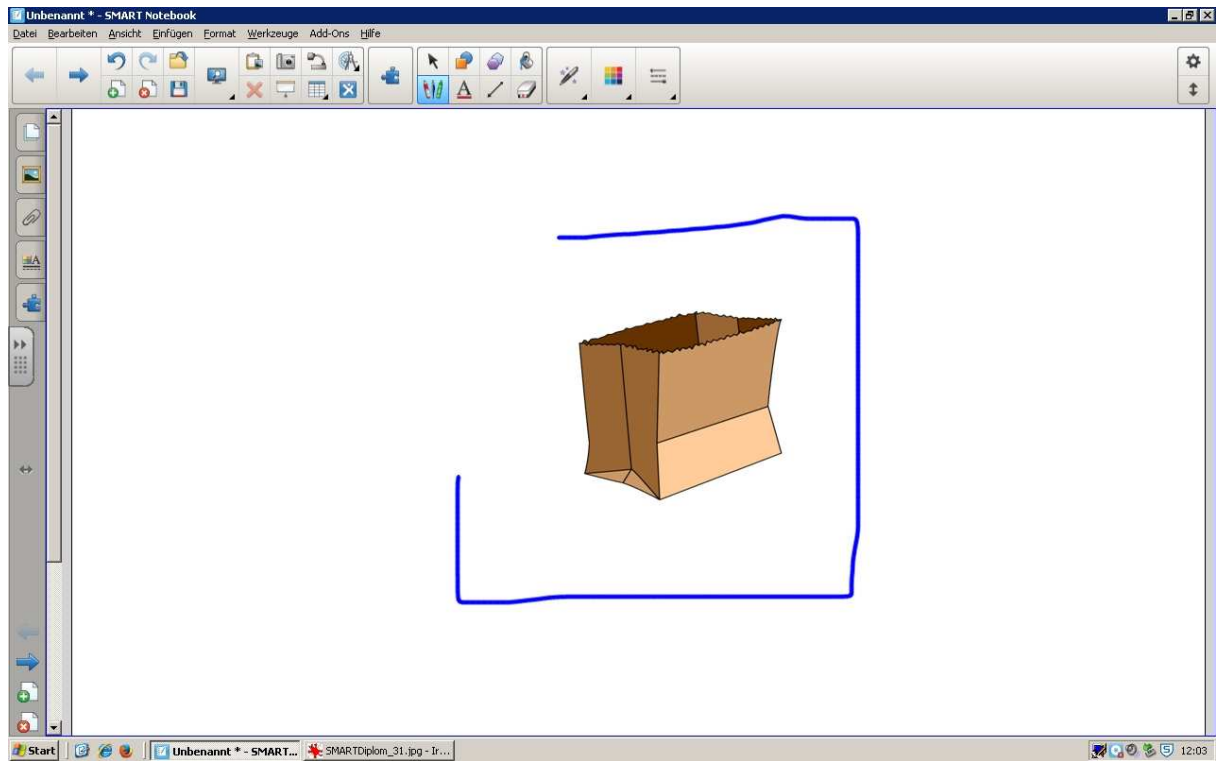 Unbenannt * - SMART Notebook
Datei Bearbeiten Ansicht Einfügen Format Werkzeuge Add-Ons Hilfe
Start Unbenannt * - SMART... SMARTDiplom_31.jpg - Ir... 12:03